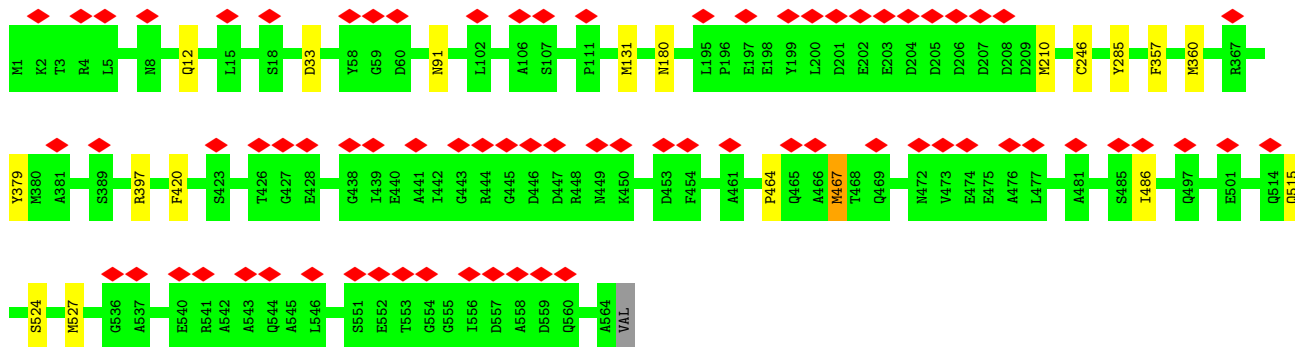 M1 K2 T3 R4 L5 N8 Q12 L15 S18 D33 Y58 G59 D60 N91 L102 A106 S107 P111 M131 N180 L195 P196 E197 E198 Y199 L200 D201 E202 E203 D204 D205 D206 D207 D208 D209 M210 C246 Y285 F357 M360 R367
Y379 M380 A381 S389 R397 F420 S423 T426 G427 E428 G438 I439 E440 A441 I442 G443 R444 G445 D446 D447 R448 N449 K450 D453 F454 A461 P464 Q465 A466 M467 T468 Q469 N472 V473 E474 E475 A476 L477 A481 S485 I486 Q497 E501 Q514 Q515
S524 M527 G536 A537 E540 R541 A542 A543 Q544 A545 L546 S551 E552 T553 G554 G555 I556 D557 A558 D559 Q560 A564 VAL